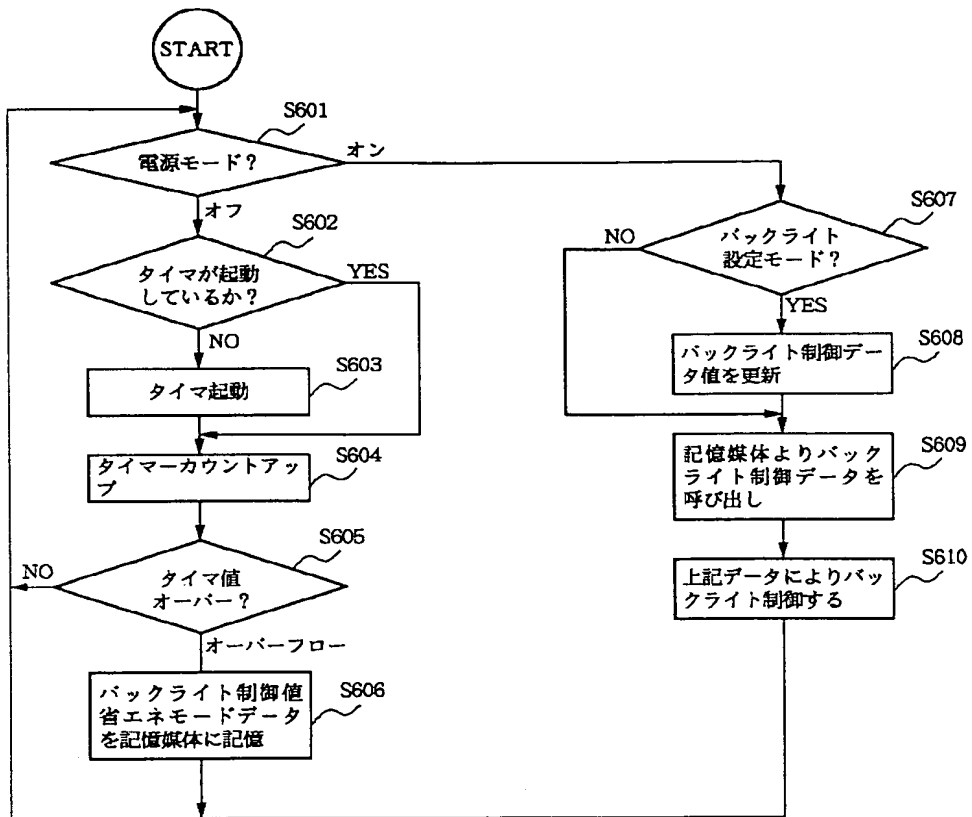 START
S601
電源モード?
オン
オフ
S602
タイマが起動
しているか?
YES
NO
S603
タイマ起動
S604
タイマーカウントアッ
プ
S605
タイマ値
オーバー?
NO
オーバーフロー
S606
バックライト制御値
省エネモードデータ
を記憶媒体に記憶
S607
バックライト
設定モード?
NO
YES
S608
バックライト制御デー
タ値を更新
S609
記憶媒体よりバック
ライト制御データを
呼び出し
S610
上記データによりバッ
クライト制御する